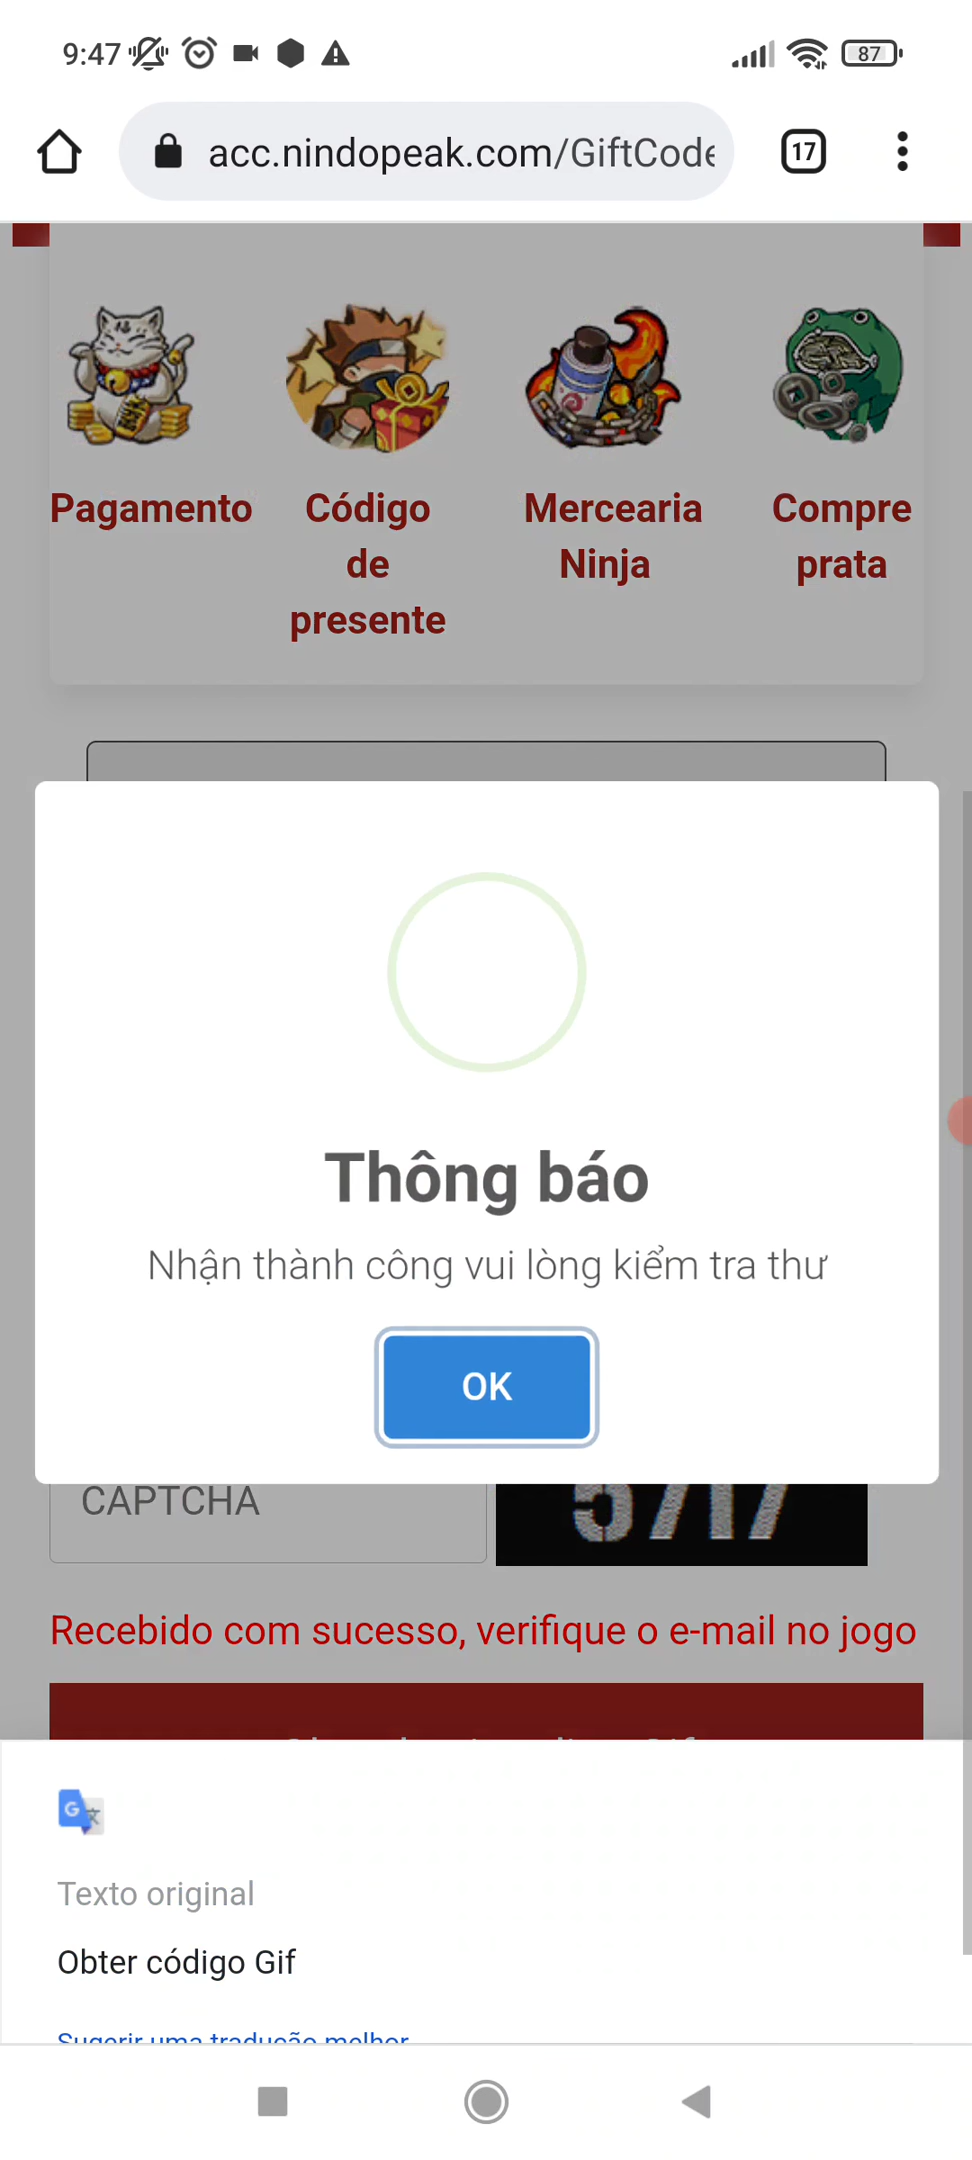 9:47
87
acc.nindopeak.com/GiftCode
17
Pagamento
Código de presente
Mercearia Ninja
Compre prata
Thông báo
Nhận thành công vui lòng kiểm tra thư
OK
CAPTCHA
5717
Recebido com sucesso, verifique o e-mail no jogo
Texto original
Obter código Gif
Sugerir uma tradução melhor